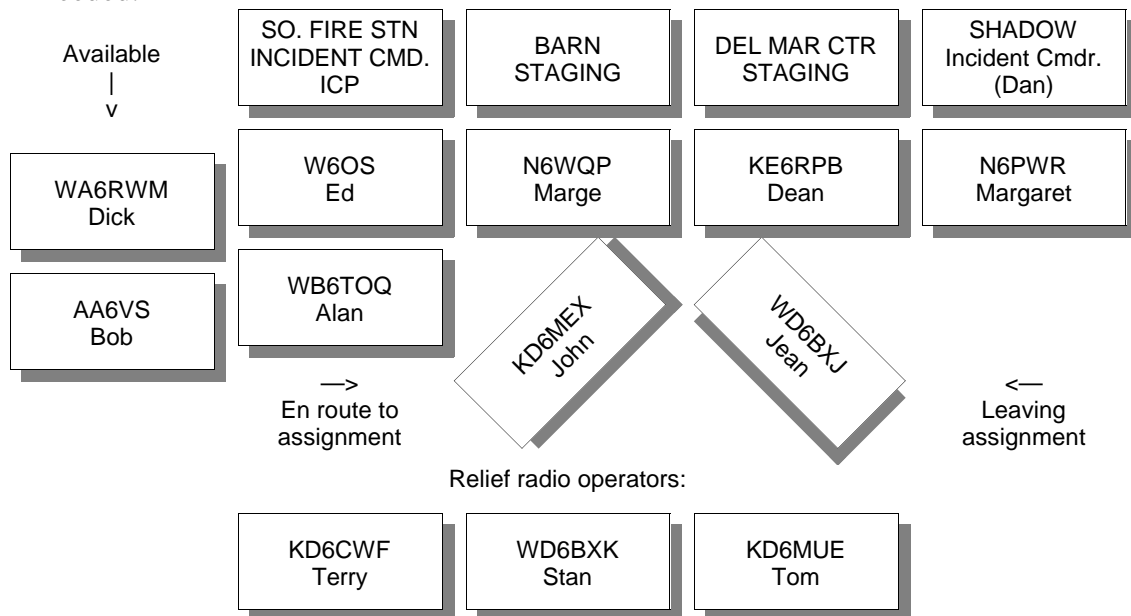 Available
|
v
SO. FIRE STN
INCIDENT CMD.
ICP
BARN
STAGING
DEL MAR CTR
STAGING
SHADOW
Incident Cmdr.
(Dan)
WA6RWM
Dick
W6OS
Ed
N6WQP
Marge
KE6RPB
Dean
N6PWR
Margaret
AA6VS
Bob
WB6TOQ
Alan
KD6MEX
John
WD6BXJ
Jean
—>
En route to
assignment
<—
Leaving
assignment
Relief radio operators:
KD6CWF
Terry
WD6BXK
Stan
KD6MUE
Tom